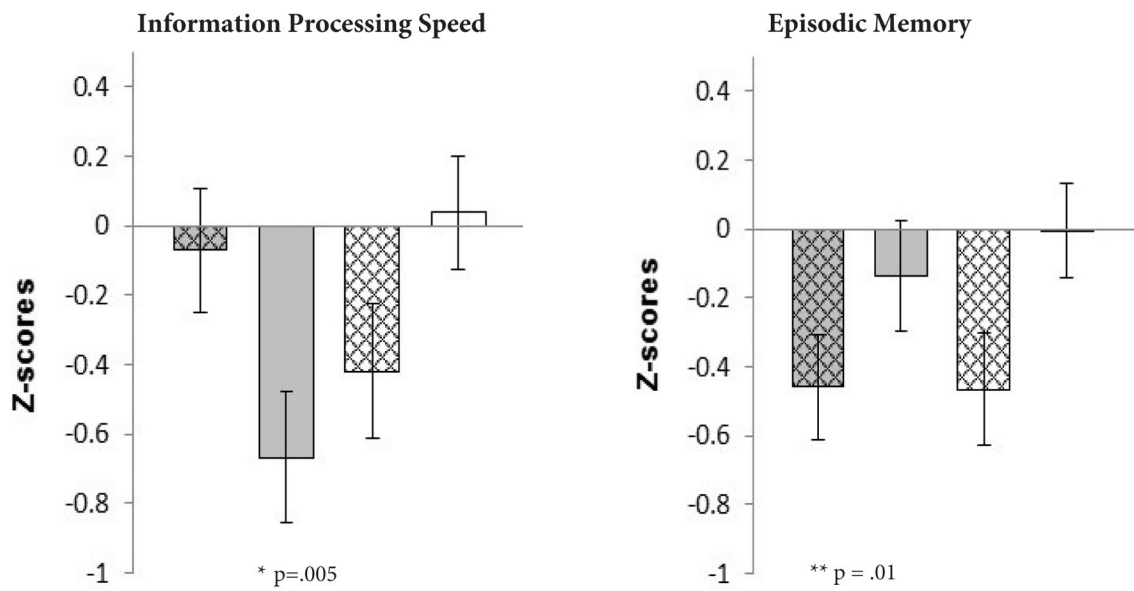 Information Processing Speed
0.4
0.2
0
-0.2
-0.4
-0.6
-0.8
-1
Z-scores
* p=.005
Episodic Memory
0.4
0.2
0
-0.2
-0.4
-0.6
-0.8
-1
Z-scores
** p = .01